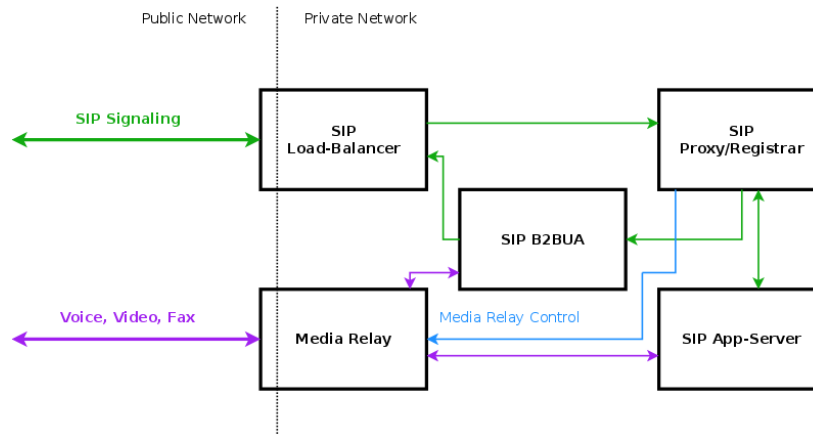 Public Network
Private Network
SIP Signaling
SIP
Load-Balancer
SIP
Proxy/Registrar
SIP B2BUA
Voice, Video, Fax
Media Relay
Media Relay Control
SIP App-Server